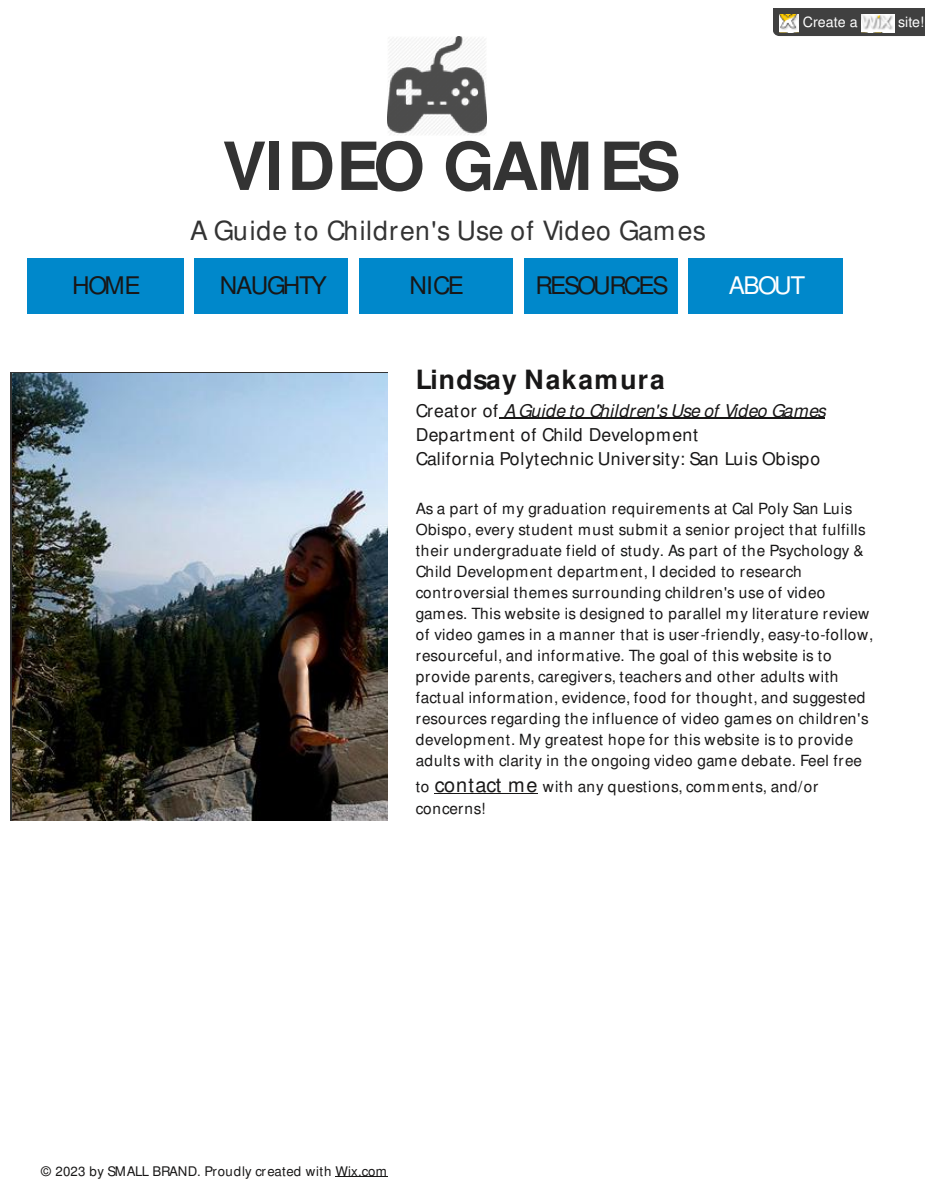 Create a WIX site!
VIDEO GAMES
A Guide to Children's Use of Video Games
HOME NAUGHTY NICE RESOURCES ABOUT
Lindsay Nakamura
Creator of A Guide to Children's Use of Video Games
Department of Child Development
California Polytechnic University: San Luis Obispo
As a part of my graduation requirements at Cal Poly San Luis
Obispo, every student must submit a senior project that fulfills
their undergraduate field of study. As part of the Psychology &
Child Development department, I decided to research
controversial themes surrounding children's use of video
games. This website is designed to parallel my literature review
of video games in a manner that is user-friendly, easy-to-follow,
resourceful, and informative. The goal of this website is to
provide parents, caregivers, teachers and other adults with
factual information, evidence, food for thought, and suggested
resources regarding the influence of video games on children's
development. My greatest hope for this website is to provide
adults with clarity in the ongoing video game debate. Feel free
to contact me with any questions, comments, and/or
concerns!
© 2023 by SMALL BRAND. Proudly created with Wix.com